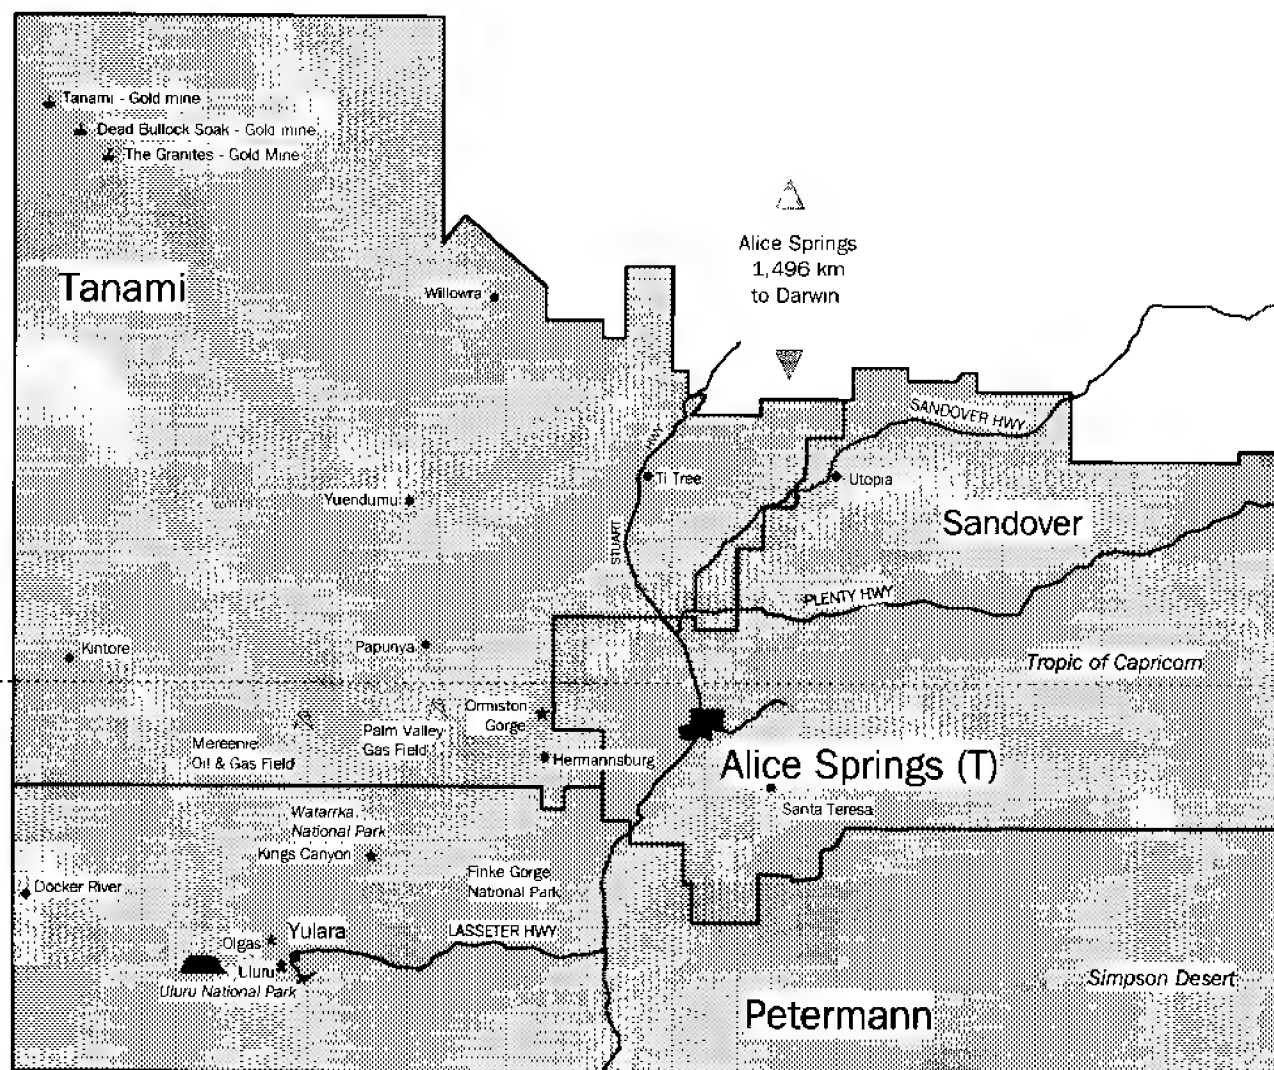 Tanami - Gold mine
Dead Bullock Soak - Gold mine
The Granites - Gold Mine
Alice Springs
1,496 km
to Darwin
Tanami
Willowra
SANDOVER HWY
HWY
Ti Tree
Utopia
Yuendumu
Sandover
STUART
PLENTY HWY
Kintore
Papunya
Tropic of Capricorn
Ormiston
Gorge
Palm Valley
Gas Field
Mereenie
Oil & Gas Field
Hermannsburg
Alice Springs (T)
Santa Teresa
Watarrka
National Park
Kings Canyon
Finke Gorge
National Park
Docker River
Yulara
LASSETER HWY
Olgas
Uluru
Uluru National Park
Simpson Desert
Petermann